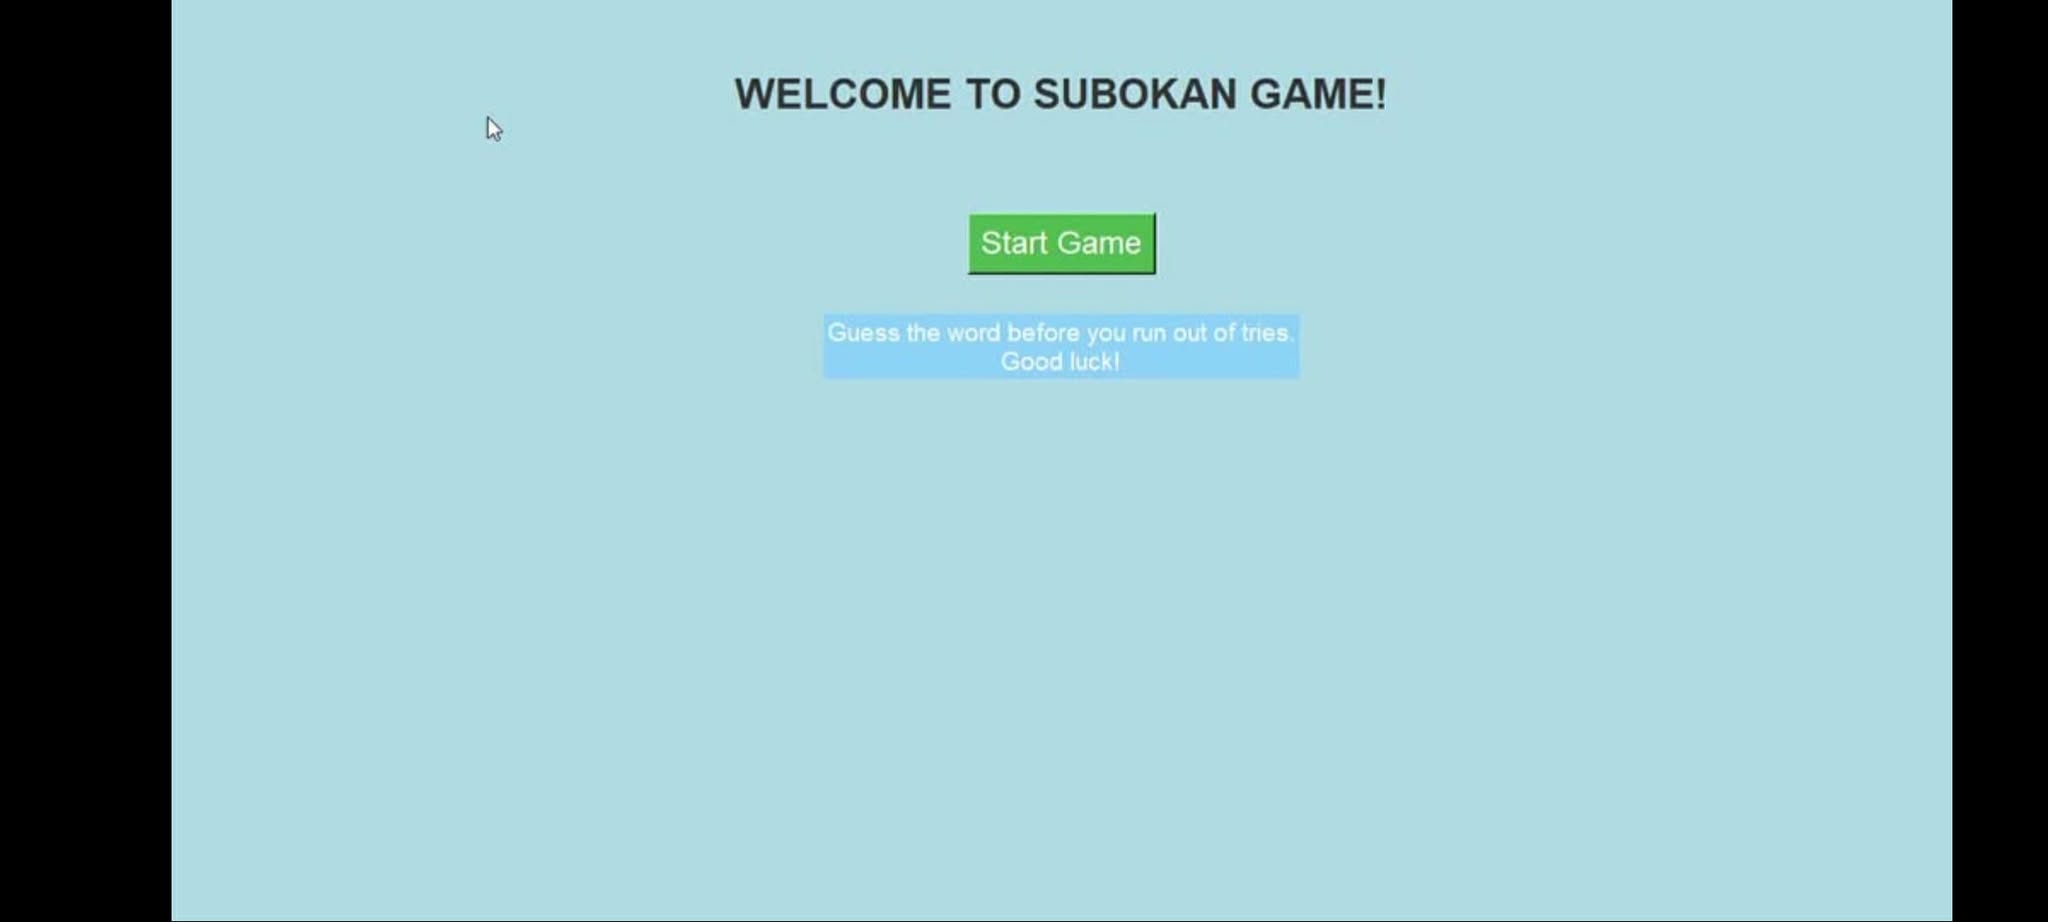 WELCOME TO SUBOKAN GAME!
Start Game
Guess the word before you run out of tries.
Good luck!